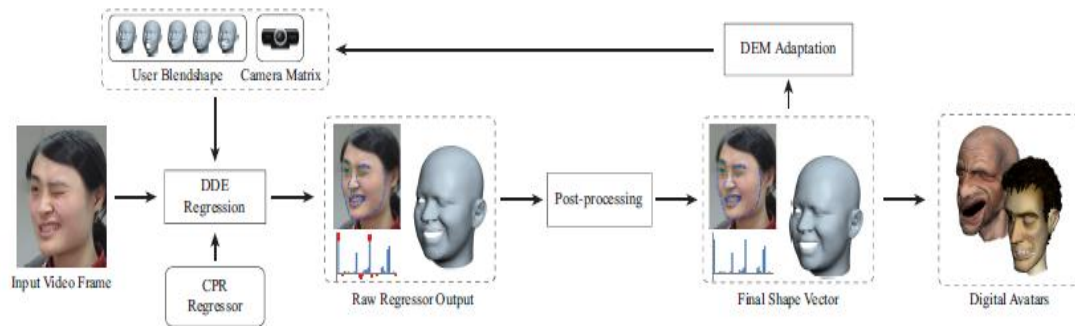 User Blendshape
Camera Matrix
DEM Adaptation
DDE
Regression
Post-processing
Input Video Frame
CPR
Regressor
Raw Regressor Output
Final Shape Vector
Digital Avatars